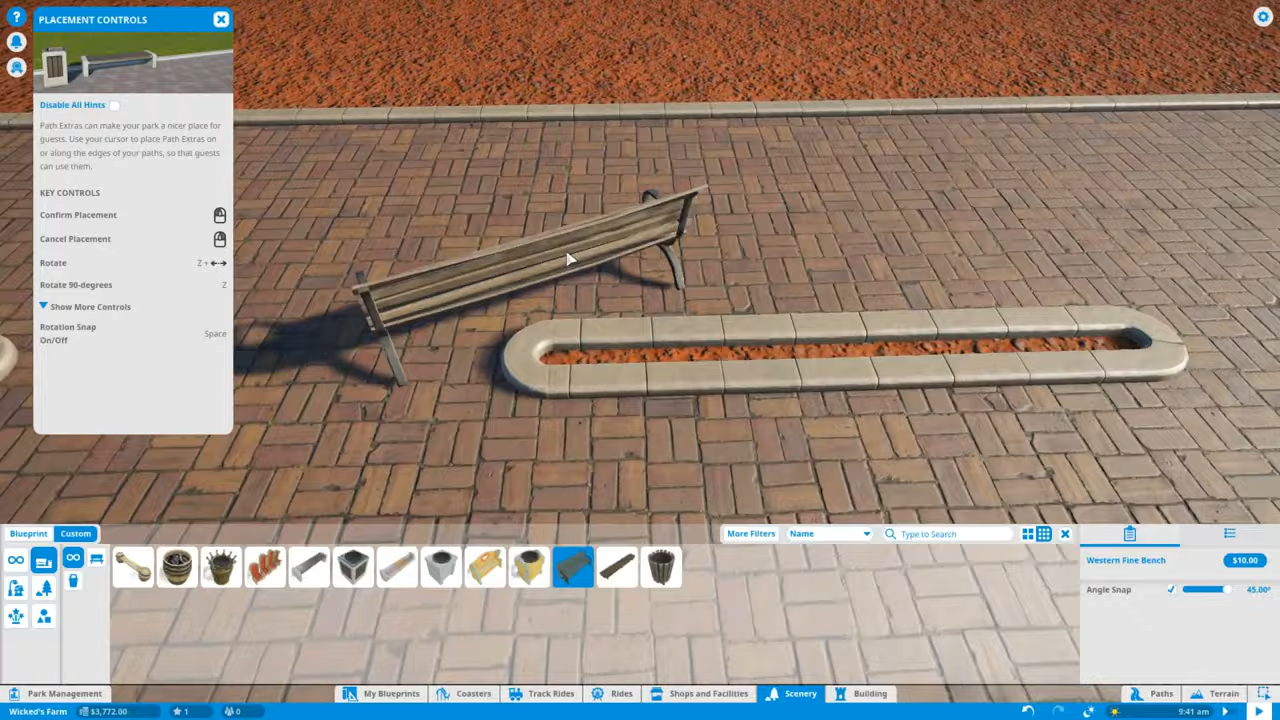 ?
PLACEMENT CONTROLS
Disable All Hints
Path Extras can make your park a nicer place for
guests. Use your cursor to place Path Extras on
or along the edges of your paths, so that guests
can use them.
KEY CONTROLS
Confirm Placement
Cancel Placement
Rotate Z +
Rotate 90-degrees Z
Show More Controls
Rotation Snap
On/Off Space
Blueprint Custom
More Filters Name Type to Search
Western Fine Bench $10.00
Angle Snap 45.00°
Park Management My Blueprints Coasters Track Rides Rides Shops and Facilities Scenery Building Paths Terrain
Wicked's Farm $3,772.00 1 0 9:41 am